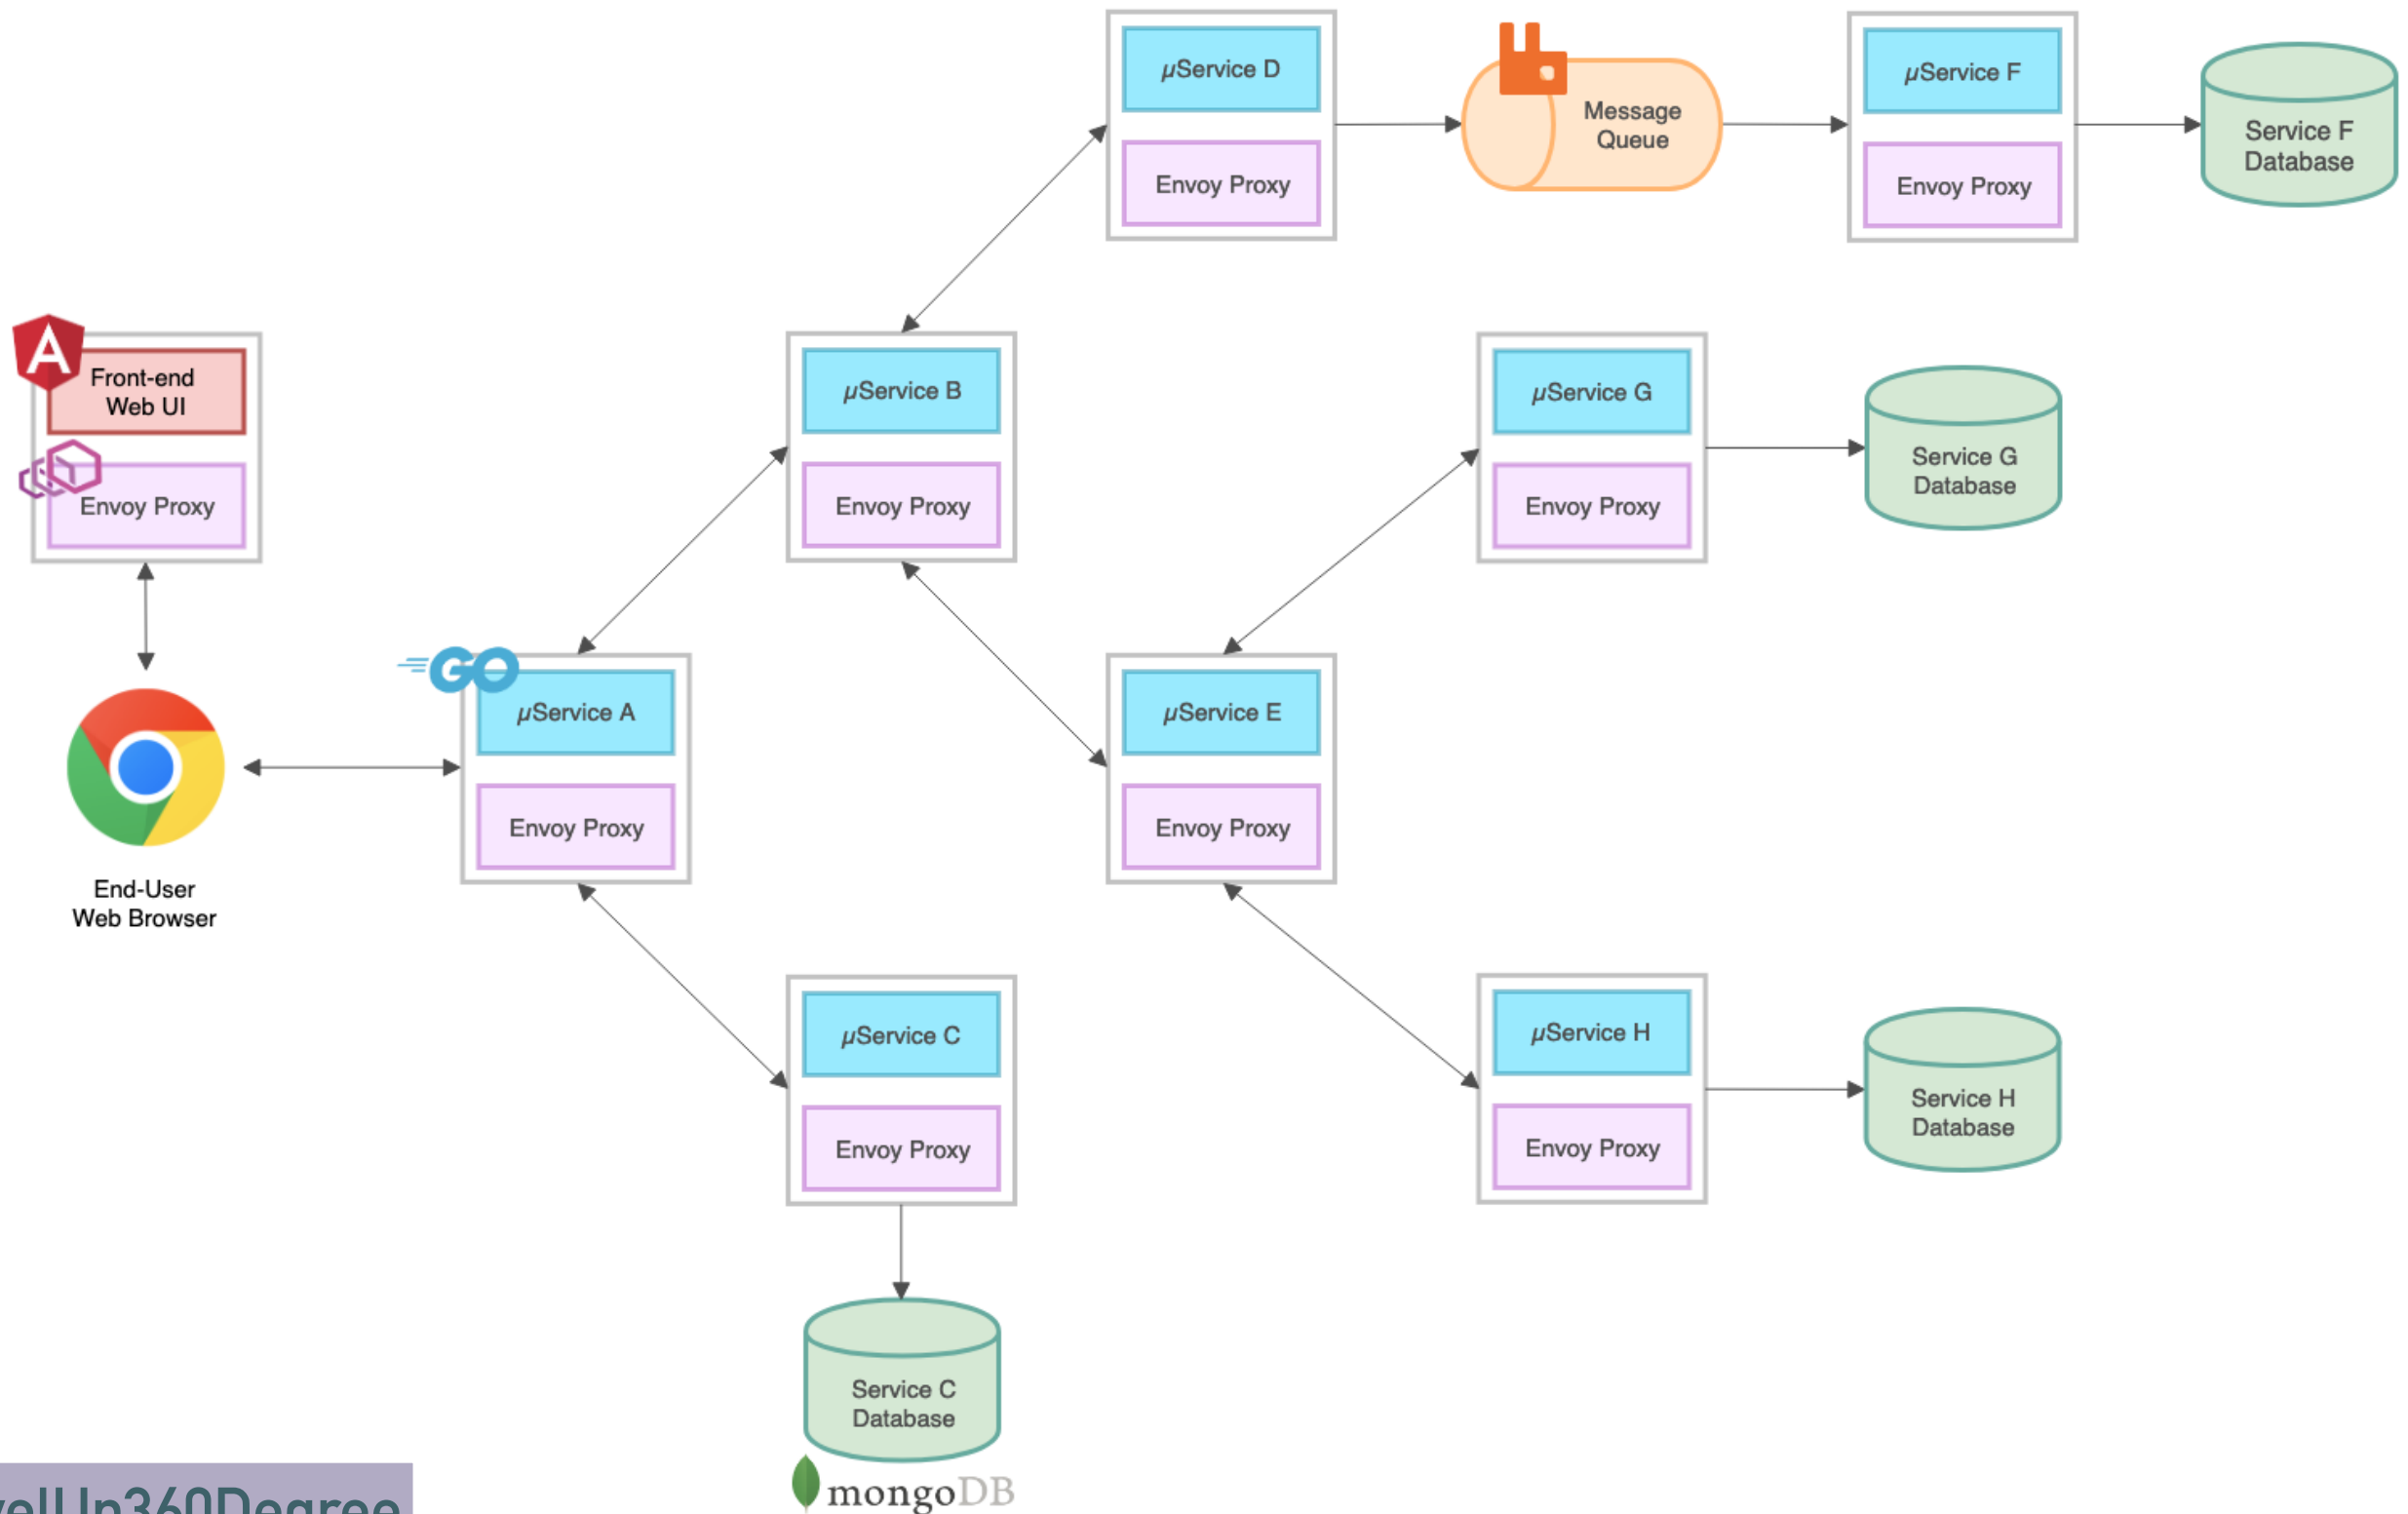 μService D
Envoy Proxy
Message
Queue
μService F
Envoy Proxy
Service F
Database
A
Front-end
Web UI
Envoy Proxy
μService B
Envoy Proxy
μService G
Envoy Proxy
Service G
Database
GO
μService A
Envoy Proxy
μService E
Envoy Proxy
End-User
Web Browser
μService C
Envoy Proxy
μService H
Envoy Proxy
Service H
Database
Service C
Database
mongoDB